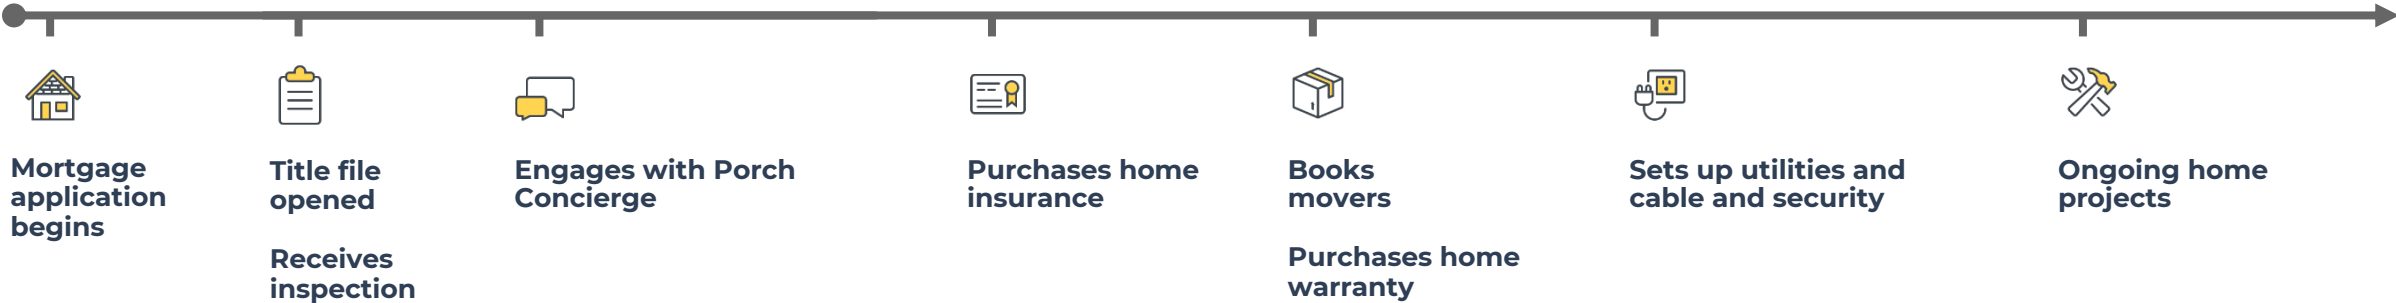 Mortgage
application
begins
Title file
opened
Receives
inspection
Engages with Porch
Concierge
Purchases home
insurance
Books
movers
Purchases home
warranty
Sets up utilities and
cable and security
Ongoing home
projects